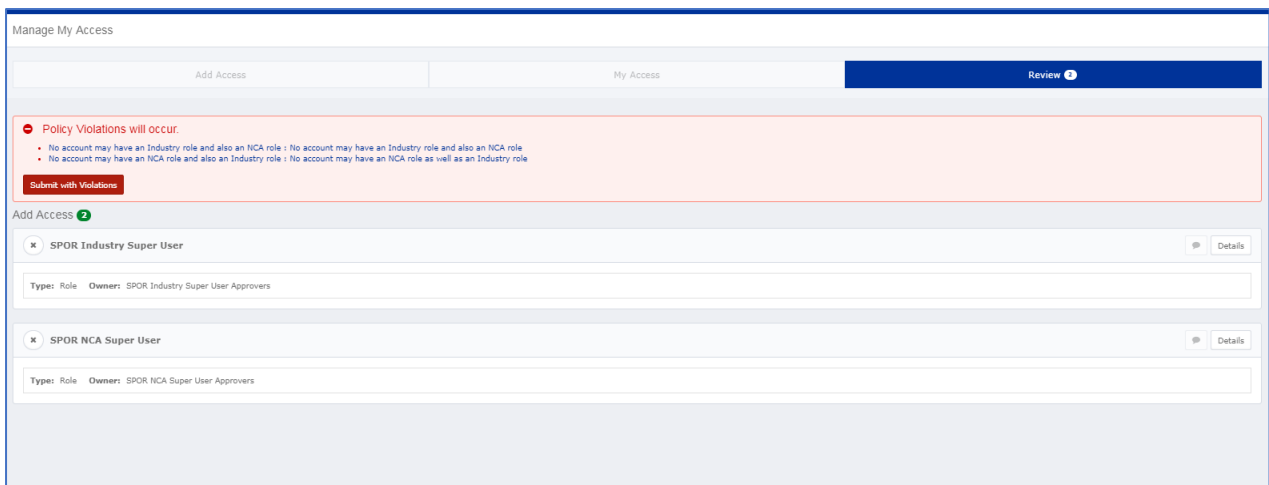 Manage My Access
Add Access
My Access
Review 2
Policy Violations will occur.
No account may have an Industry role and also an NCA role : No account may have an Industry role and also an NCA role
No account may have an NCA role and also an Industry role : No account may have an NCA role as well as an Industry role
Submit with Violations
Add Access 2
SPOR Industry Super User
Details
Type: Role Owner: SPOR Industry Super User Approvers
SPOR NCA Super User
Details
Type: Role Owner: SPOR NCA Super User Approvers